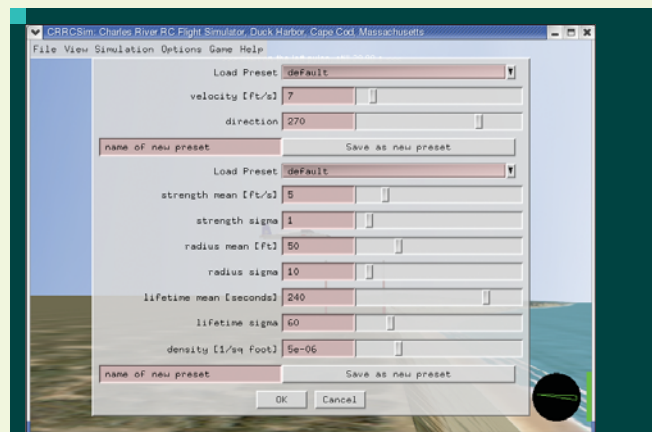 CRRCSim: Charles River RC Flight Simulator, Duck Harbor, Cape Cod, Massachusetts
File View Simulation Options Game Help
Load Preset default
velocity [ft/s] 7
direction 270
name of new preset Save as new preset
Load Preset default
strength mean [ft/s] 5
strength sigma 1
radius mean [ft] 50
radius sigma 10
lifetime mean [seconds] 240
lifetime sigma 60
density [1/sq foot] 5e-06
name of new preset Save as new preset
OK Cancel